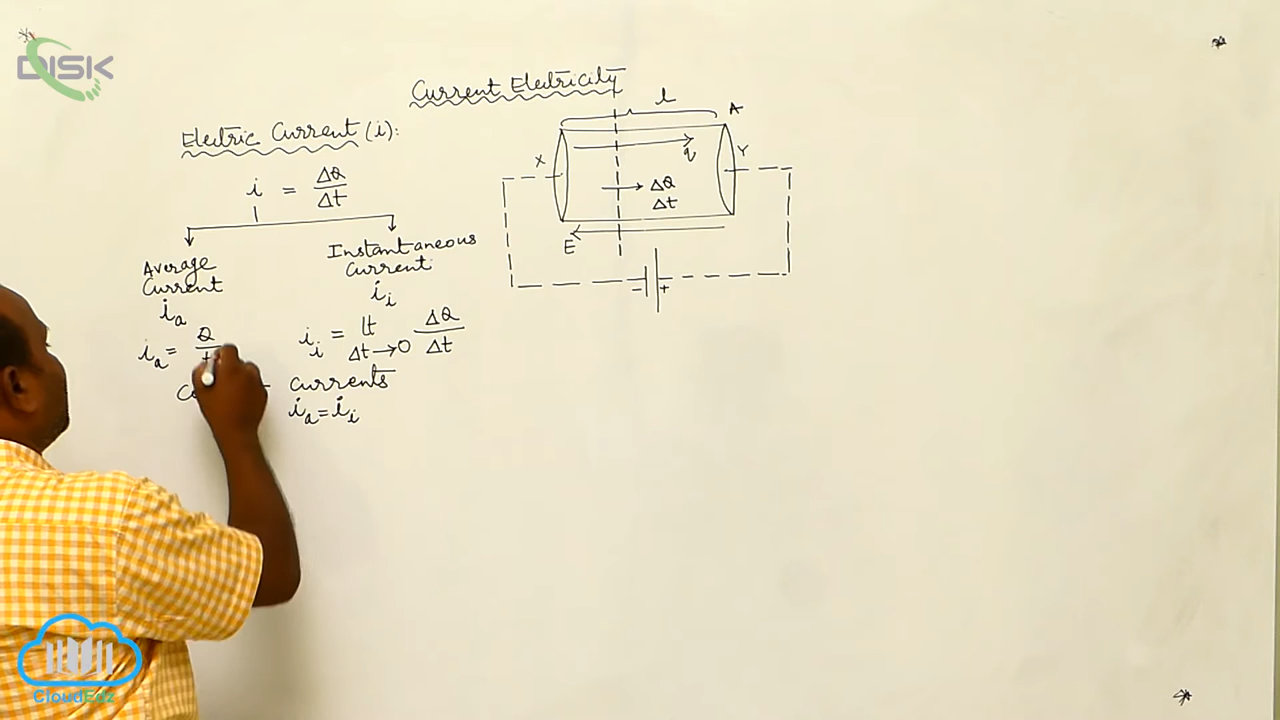 DISK
Current Electricity
Electric Current (i):
i = ΔQ/Δt
Average
Current
i_a
i_a = Q/t
Instantaneous
Current
i_i
i_i = lt Δt→0 ΔQ/Δt
currents
i_a = i_i
l
A
X
Y
q
ΔQ
Δt
E
− +
CloudEdz